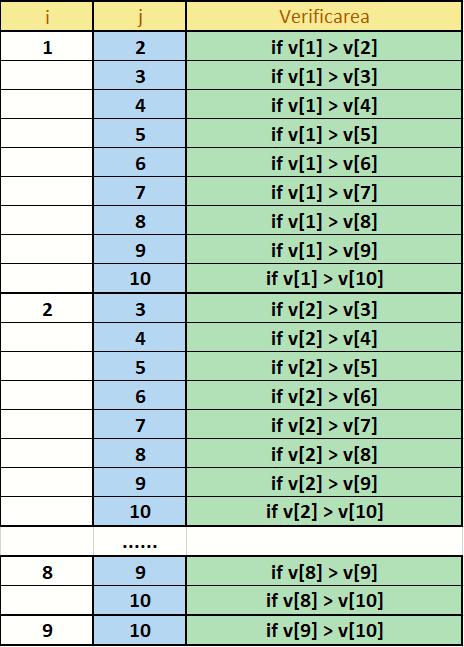 i j Verificarea
1 2 if v[1] > v[2]
3 if v[1] > v[3]
4 if v[1] > v[4]
5 if v[1] > v[5]
6 if v[1] > v[6]
7 if v[1] > v[7]
8 if v[1] > v[8]
9 if v[1] > v[9]
10 if v[1] > v[10]
2 3 if v[2] > v[3]
4 if v[2] > v[4]
5 if v[2] > v[5]
6 if v[2] > v[6]
7 if v[2] > v[7]
8 if v[2] > v[8]
9 if v[2] > v[9]
10 if v[2] > v[10]
......
8 9 if v[8] > v[9]
10 if v[8] > v[10]
9 10 if v[9] > v[10]